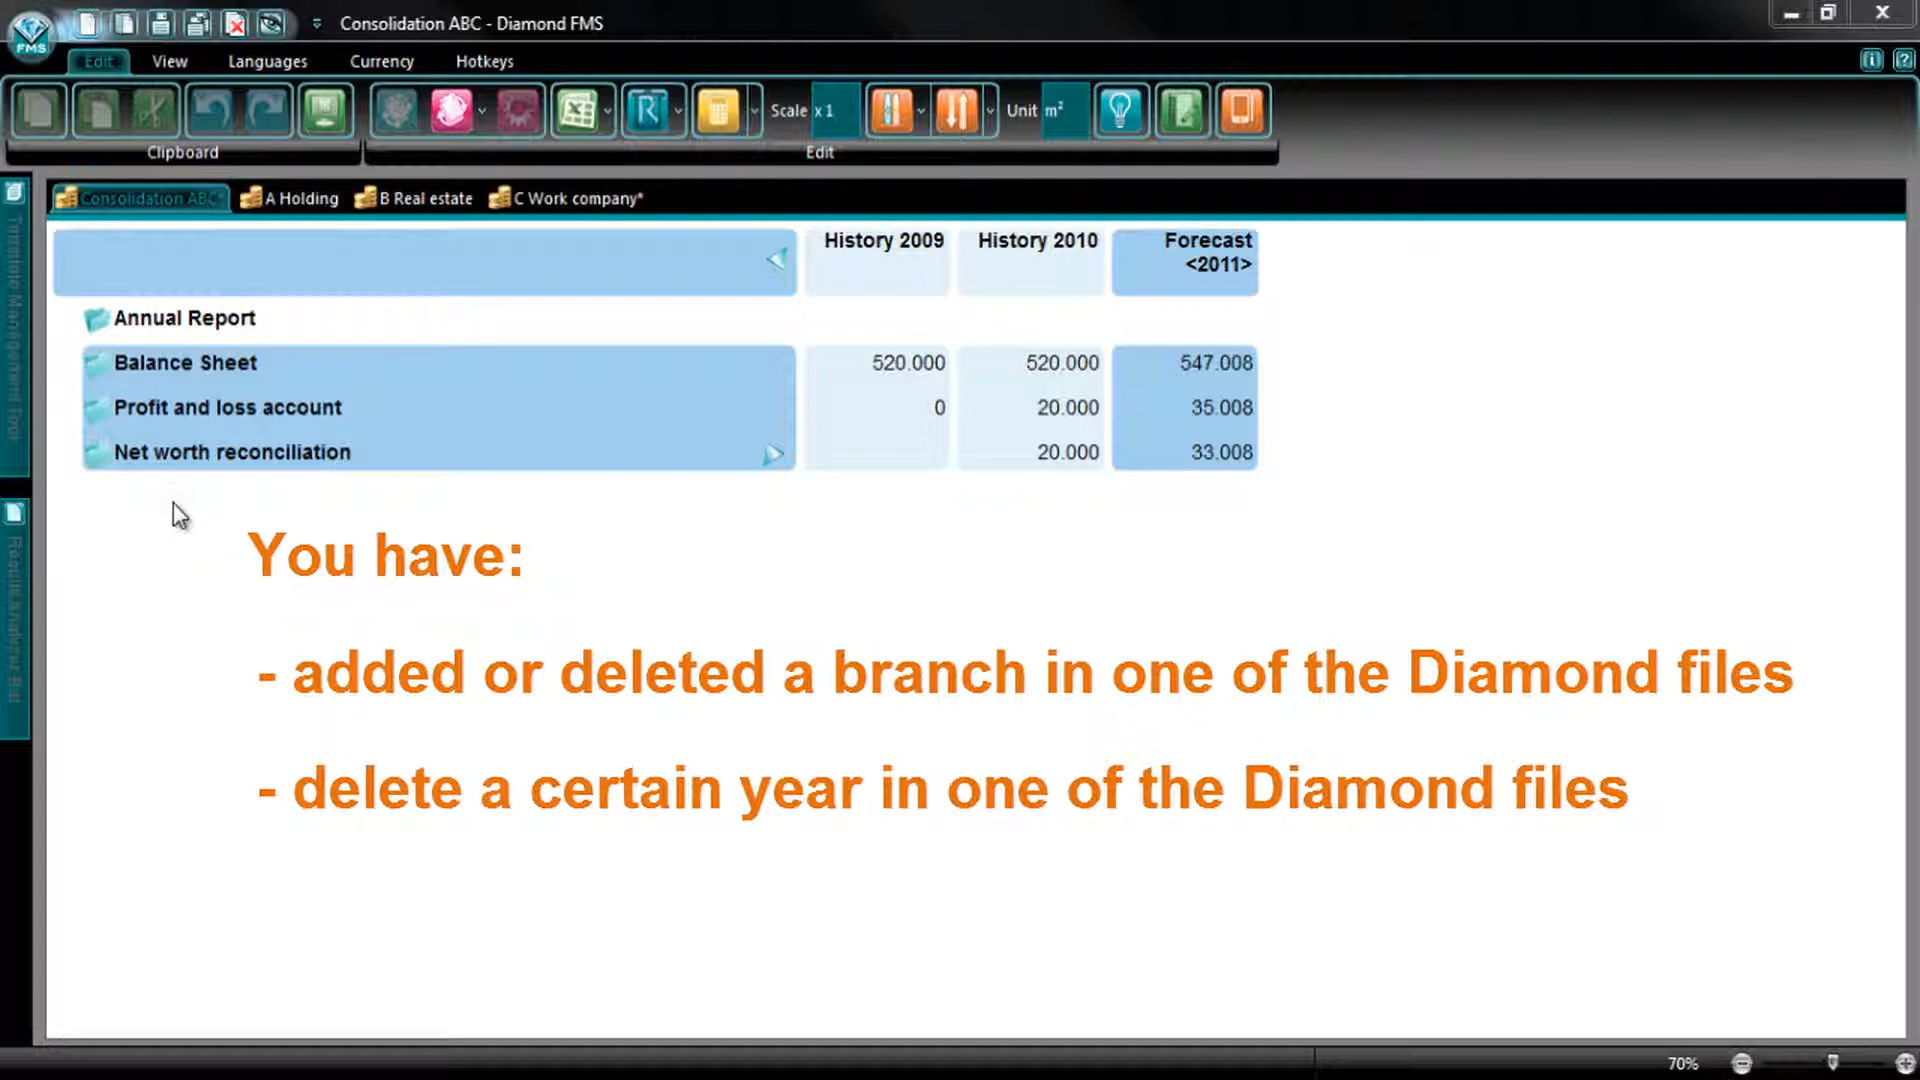 Consolidation ABC - Diamond FMS
FMS
Edit View Languages Currency Hotkeys
Scale x 1 Unit m²
Clipboard Edit
Consolidation ABC* A Holding B Real estate C Work company*
History 2009 History 2010 Forecast
<2011>
Annual Report
Balance Sheet 520.000 520.000 547.008
Profit and loss account 0 20.000 35.008
Net worth reconciliation 20.000 33.008
Template Management Tool
You have:
- added or deleted a branch in one of the Diamond files
- delete a certain year in one of the Diamond files
70%